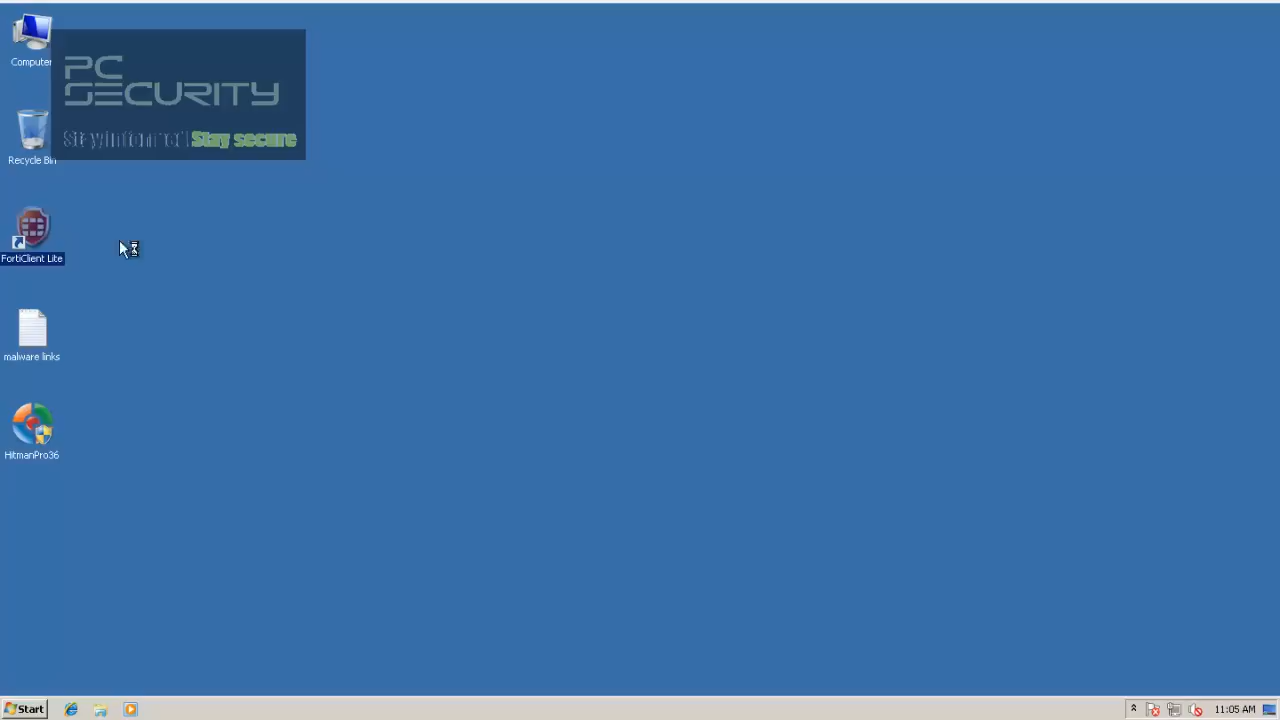 Computer
PC
SECURITY
Stay informed Stay secure
Recycle Bin
FortiClient Lite
malware links
HitmanPro36
Start
11:05 AM